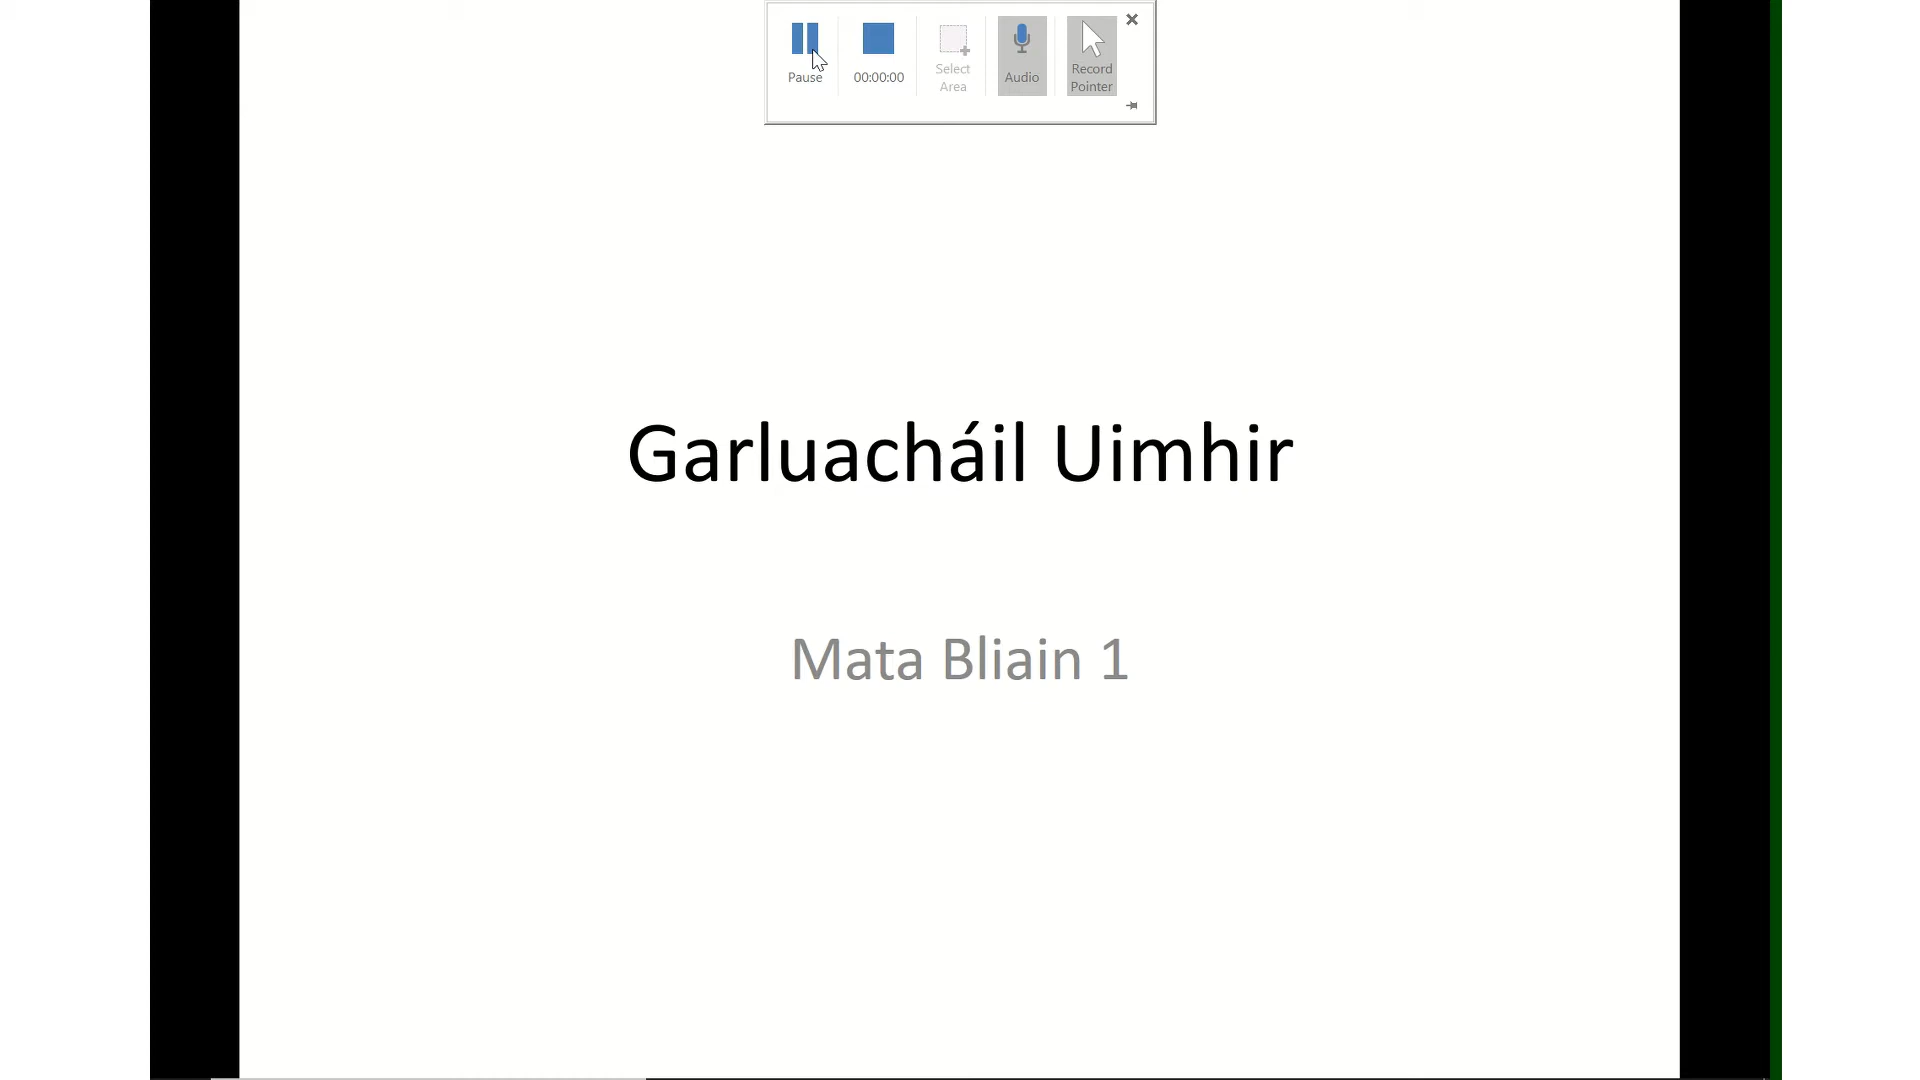 Pause
00:00:00
Select
Area
Audio
Record
Pointer
Garluacháil Uimhir
Mata Bliain 1